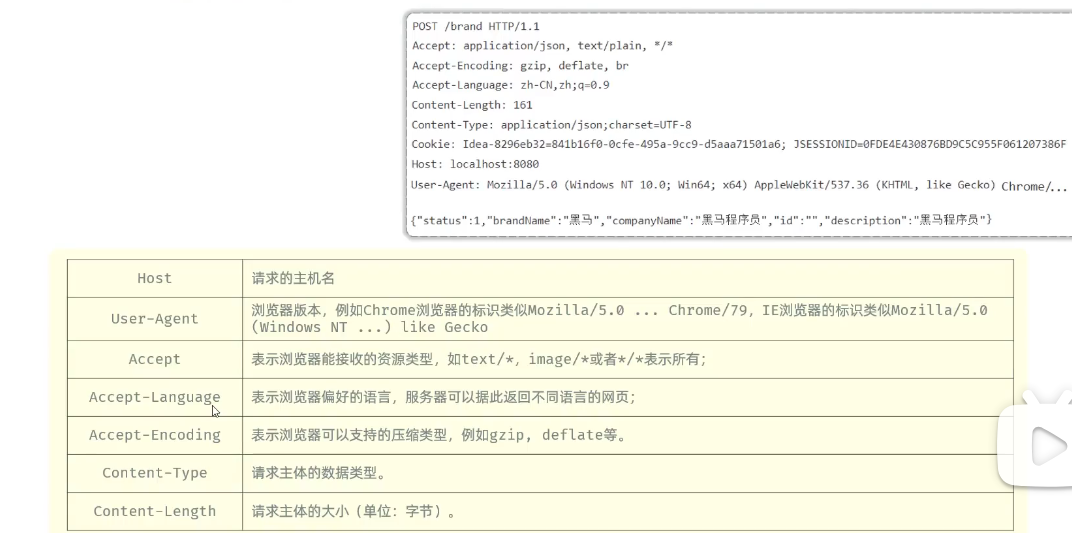 POST /brand HTTP/1.1
Accept: application/json, text/plain, */*
Accept-Encoding: gzip, deflate, br
Accept-Language: zh-CN,zh;q=0.9
Content-Length: 161
Content-Type: application/json;charset=UTF-8
Cookie: Idea-8296eb32=841b16f0-0cfe-495a-9cc9-d5aaa71501a6; JSESSIONID=0FDE4E430876BD9C5C955F061207386F
Host: localhost:8080
User-Agent: Mozilla/5.0 (Windows NT 10.0; Win64; x64) AppleWebKit/537.36 (KHTML, like Gecko) Chrome/...
{"status":1,"brandName":"黑马","companyName":"黑马程序员","id":"","description":"黑马程序员"}
Host 请求的主机名
User-Agent 浏览器版本，例如Chrome浏览器的标识类似Mozilla/5.0 ... Chrome/79，IE浏览器的标识类似Mozilla/5.0
(Windows NT ...) like Gecko
Accept 表示浏览器能接收的资源类型，如text/*，image/*或者*/*表示所有；
Accept-Language 表示浏览器偏好的语言，服务器可以据此返回不同语言的网页；
Accept-Encoding 表示浏览器可以支持的压缩类型，例如gzip, deflate等。
Content-Type 请求主体的数据类型。
Content-Length 请求主体的大小（单位：字节）。